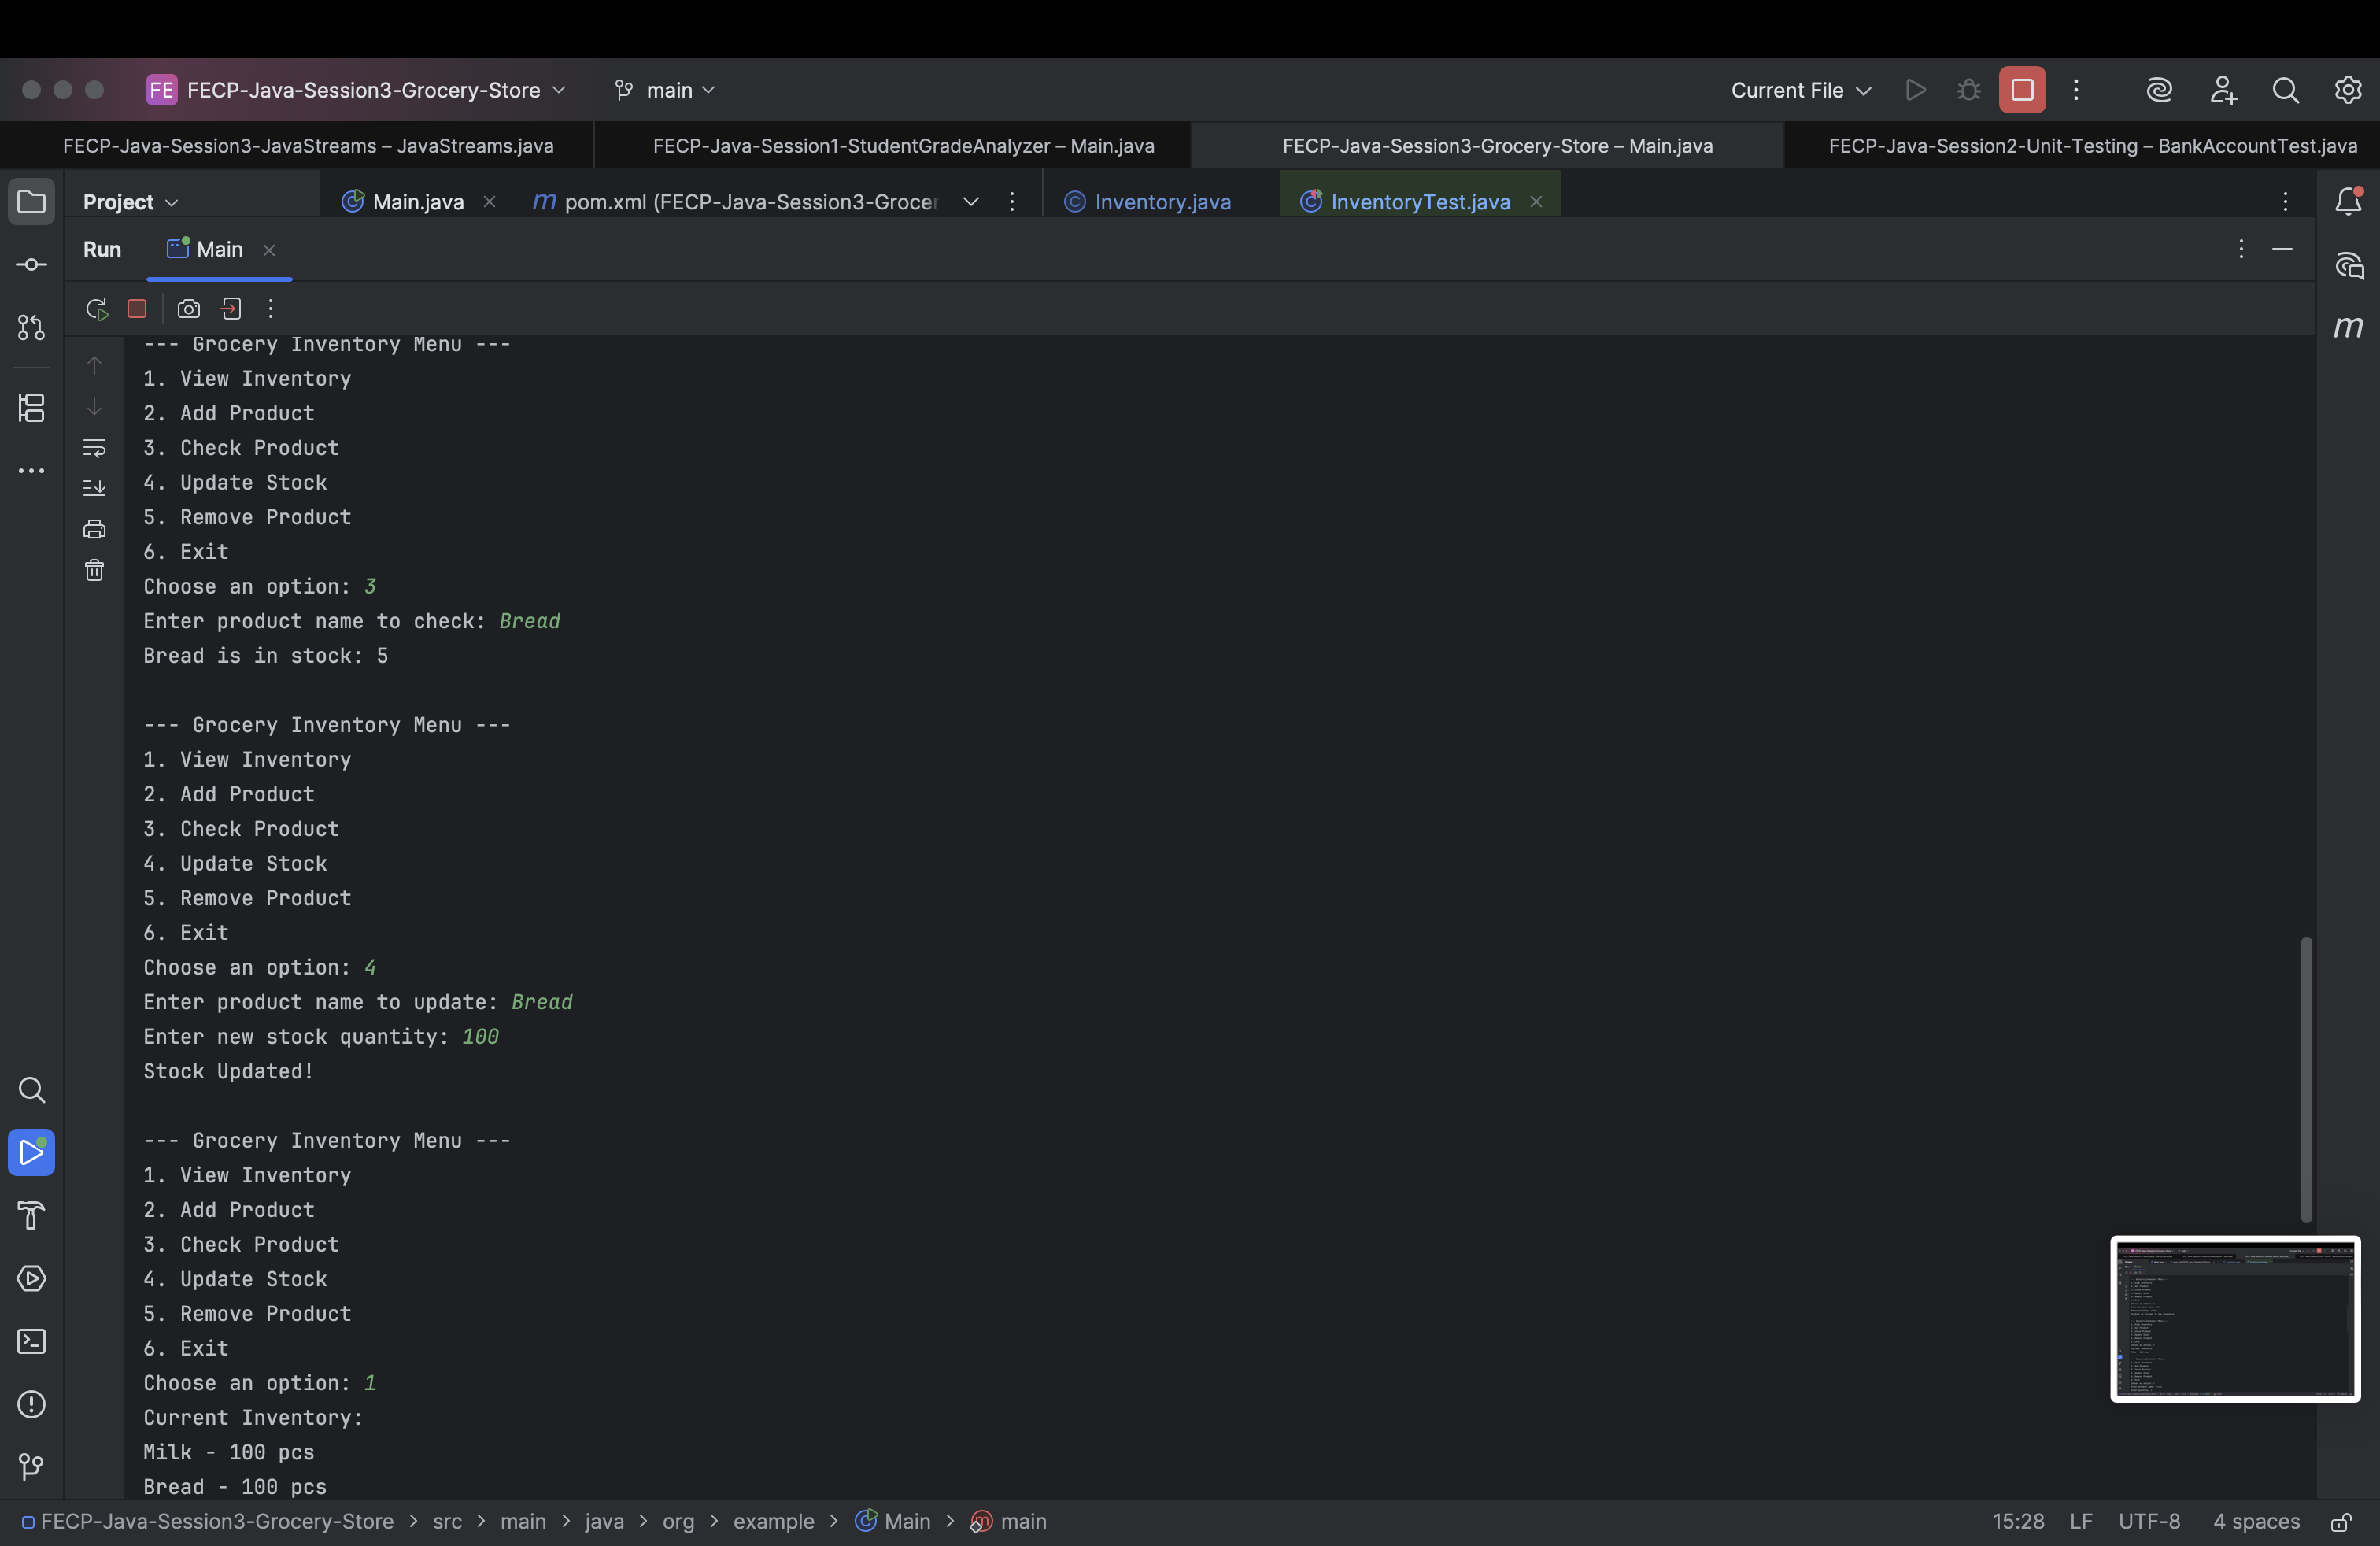 FE FECP-Java-Session3-Grocery-Store main Current File
FECP-Java-Session3-JavaStreams – JavaStreams.java FECP-Java-Session1-StudentGradeAnalyzer – Main.java FECP-Java-Session3-Grocery-Store – Main.java FECP-Java-Session2-Unit-Testing – BankAccountTest.java
Project Main.java m pom.xml (FECP-Java-Session3-Grocer Inventory.java InventoryTest.java
Run Main
--- Grocery Inventory Menu ---
1. View Inventory
2. Add Product
3. Check Product
4. Update Stock
5. Remove Product
6. Exit
Choose an option: 3
Enter product name to check: Bread
Bread is in stock: 5
--- Grocery Inventory Menu ---
1. View Inventory
2. Add Product
3. Check Product
4. Update Stock
5. Remove Product
6. Exit
Choose an option: 4
Enter product name to update: Bread
Enter new stock quantity: 100
Stock Updated!
--- Grocery Inventory Menu ---
1. View Inventory
2. Add Product
3. Check Product
4. Update Stock
5. Remove Product
6. Exit
Choose an option: 1
Current Inventory:
Milk - 100 pcs
Bread - 100 pcs
FECP-Java-Session3-Grocery-Store > src > main > java > org > example > Main > main 15:28 LF UTF-8 4 spaces